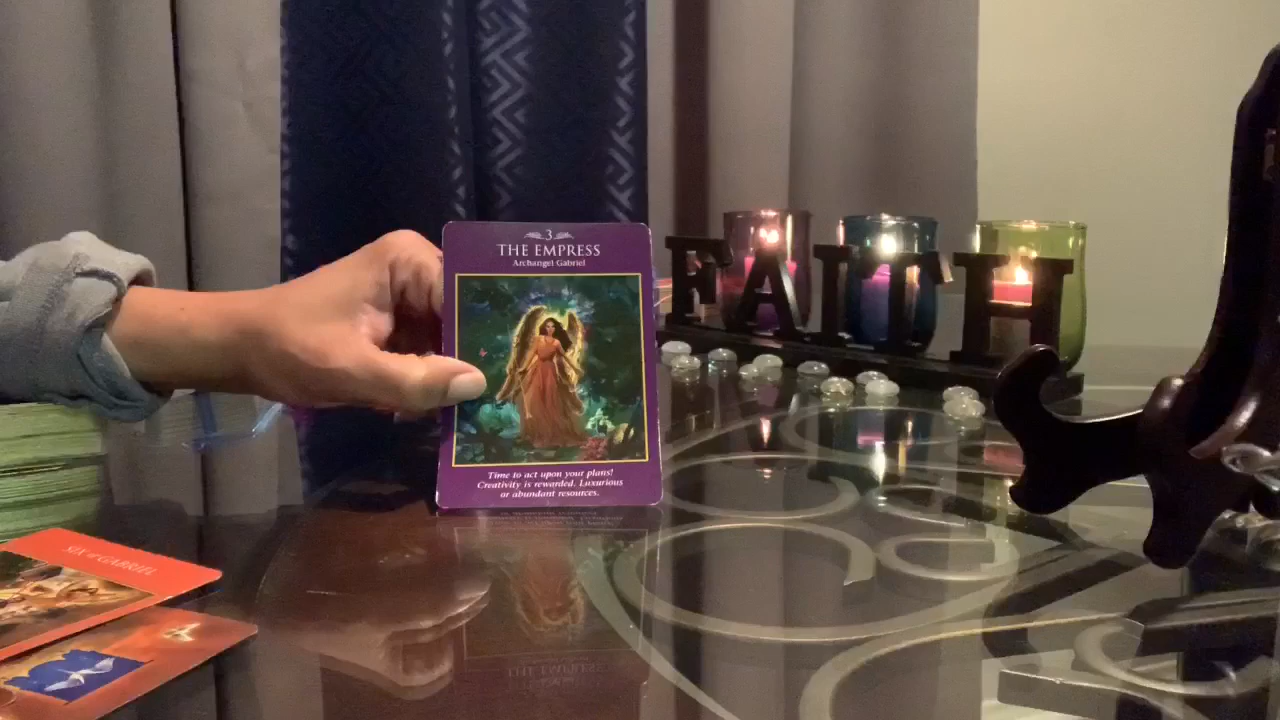 3
THE EMPRESS
Archangel Gabriel
Time to act upon your plans!
Creativity is rewarded. Luxurious
or abundant resources.
FAITH
SIX of GABRIEL